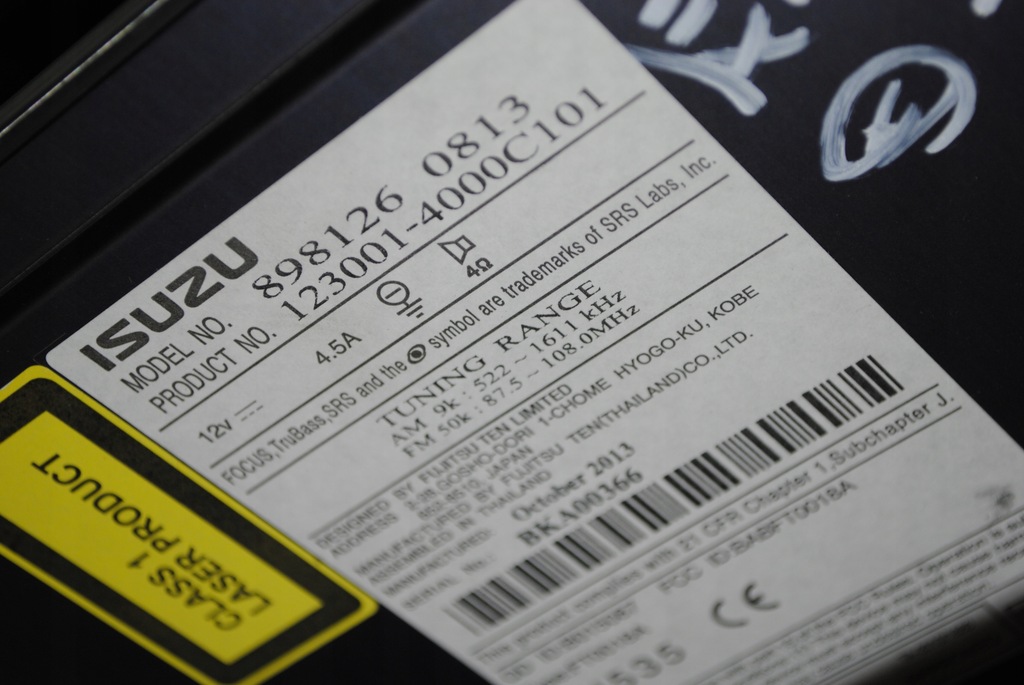 ISUZU
MODEL NO. 898126 0813
PRODUCT NO. 123001-4000C101
12V 4.5A 4Ω
FOCUS,TruBass,SRS and the symbol are trademarks of SRS Labs, Inc.
TUNING RANGE
AM 9k : 522 ~ 1611 kHz
FM 50k : 87.5 ~ 108.0MHz
DESIGNED BY FUJITSU TEN LIMITED
ADDRESS 2-28, GOSHO-DORI 1-CHOME HYOGO-KU, KOBE
652-8510, JAPAN
MANUFACTURED BY FUJITSU TEN(THAILAND)CO.,LTD.
ASSEMBLED IN THAILAND
MANUFACTURED: October 2013
SERIAL No.: BKA00366
This product complies with 21 CFR Chapter 1,Subchapter J.
FCC ID:BABFT0018A
CE
535
CLASS 1
LASER PRODUCT